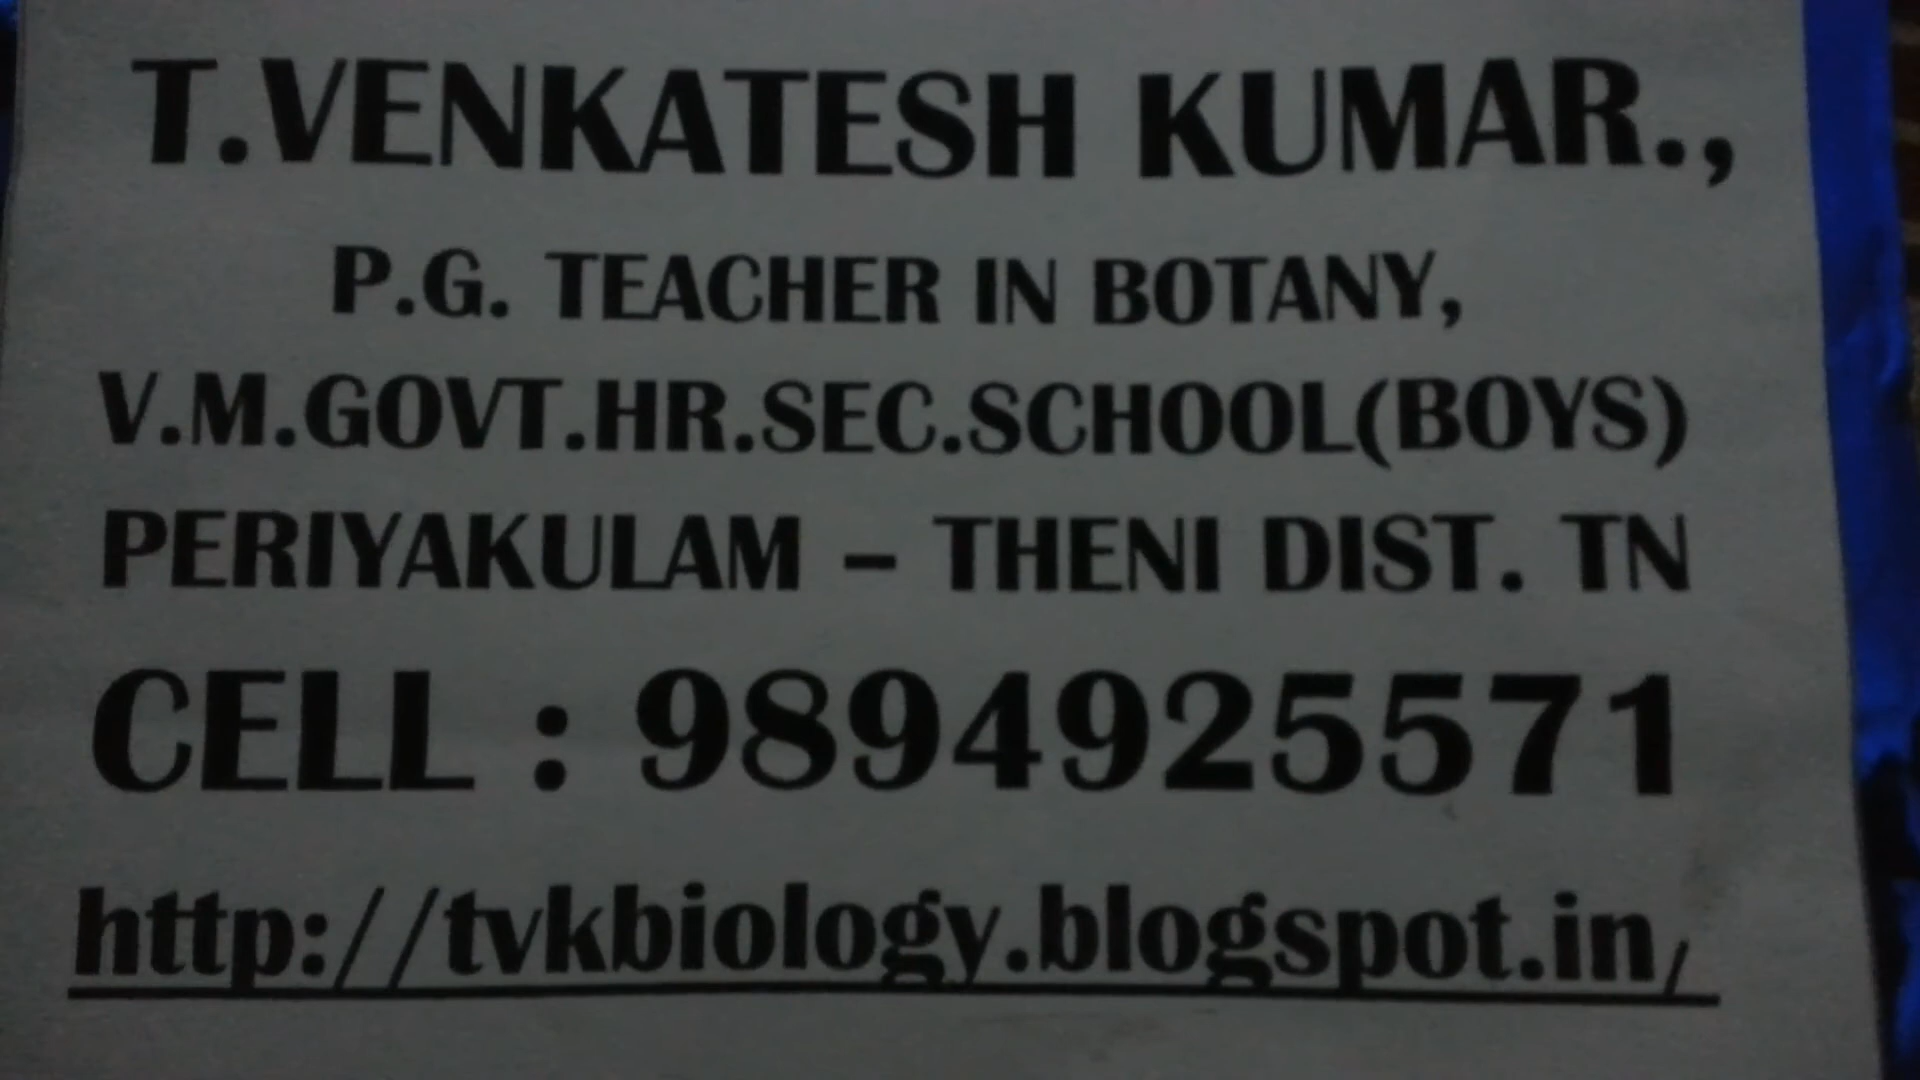 T.VENKATESH KUMAR.,
P.G. TEACHER IN BOTANY,
V.M.GOVT.HR.SEC.SCHOOL(BOYS)
PERIYAKULAM – THENI DIST. TN
CELL : 9894925571
http://tvkbiology.blogspot.in/